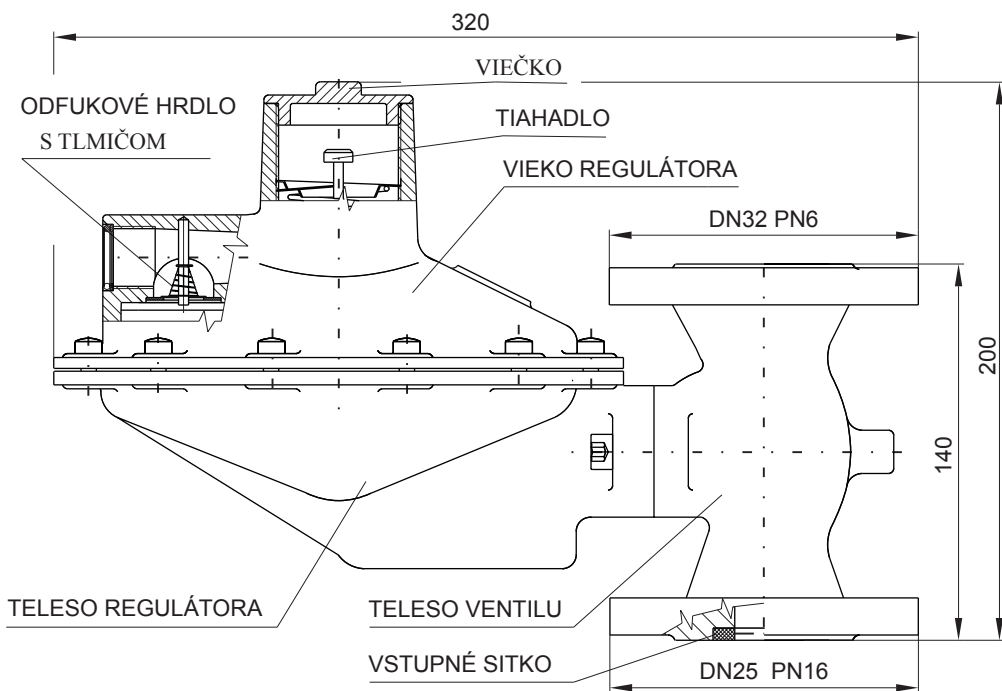 320
VIEČKO
ODFUKOVÉ HRDLO
S TLMIČOM
TIAHADLO
VIEKO REGULÁTORA
DN32 PN6
200
140
TELESO REGULÁTORA
TELESO VENTILU
VSTUPNÉ SITKO
DN25 PN16